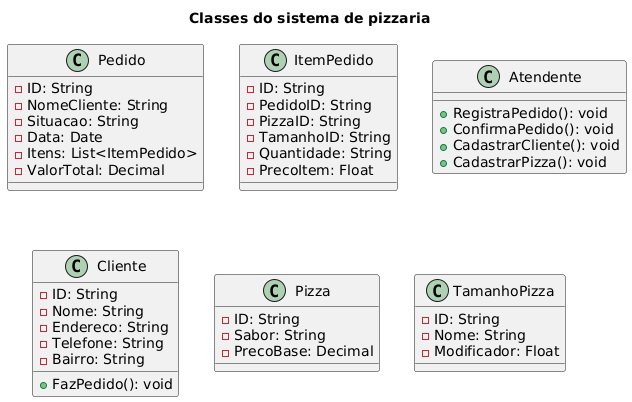 Classes do sistema de pizzaria
C Pedido
ID: String
NomeCliente: String
Situacao: String
Data: Date
Itens: List<ItemPedido>
ValorTotal: Decimal
C ItemPedido
ID: String
PedidoID: String
PizzaID: String
TamanhoID: String
Quantidade: String
PrecoItem: Float
C Atendente
RegistraPedido(): void
ConfirmaPedido(): void
CadastrarCliente(): void
CadastrarPizza(): void
C Cliente
ID: String
Nome: String
Endereco: String
Telefone: String
Bairro: String
FazPedido(): void
C Pizza
ID: String
Sabor: String
PrecoBase: Decimal
C TamanhoPizza
ID: String
Nome: String
Modificador: Float